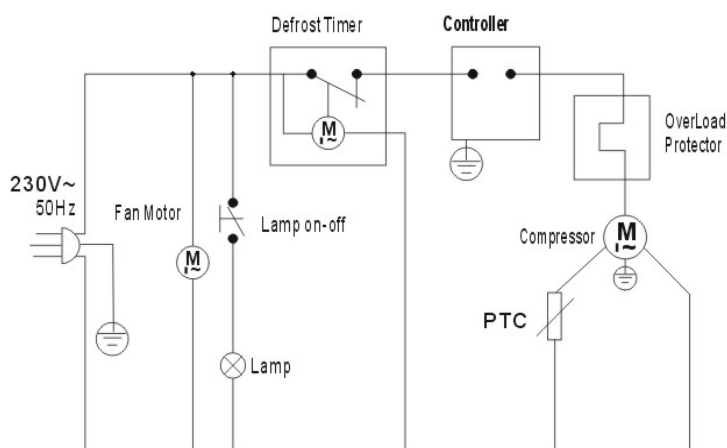 Defrost Timer
Controller
M
~
OverLoad
Protector
230V~
50Hz
Fan Motor
Lamp on-off
M
~
Compressor
M
~
PTC
Lamp